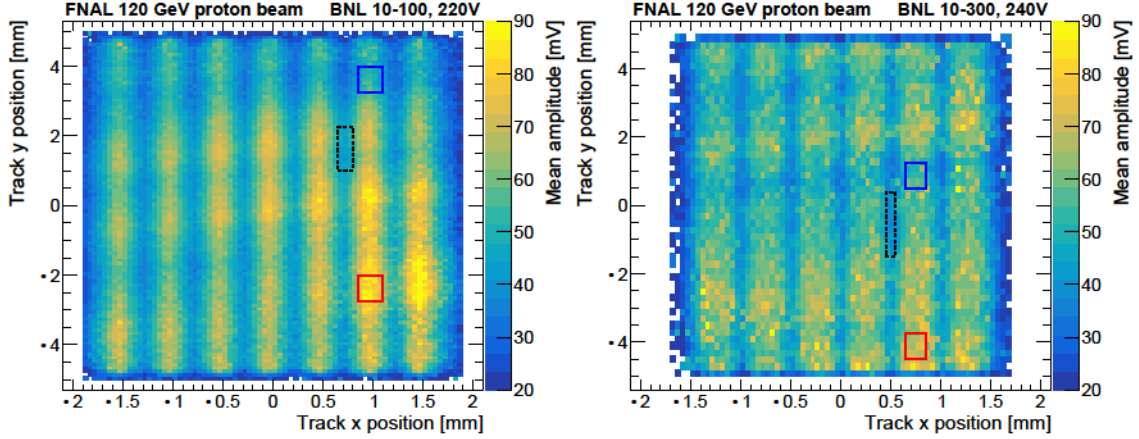 FNAL 120 GeV proton beam BNL 10-100, 220V
Track y position [mm]
4
2
0
-2
-4
-2 -1.5 -1 -0.5 0 0.5 1 1.5 2
Track x position [mm]
90
80
70
60
50
40
30
20
Mean amplitude [mV]
FNAL 120 GeV proton beam BNL 10-300, 240V
Track y position [mm]
4
2
0
-2
-4
-2 -1.5 -1 -0.5 0 0.5 1 1.5 2
Track x position [mm]
90
80
70
60
50
40
30
20
Mean amplitude [mV]